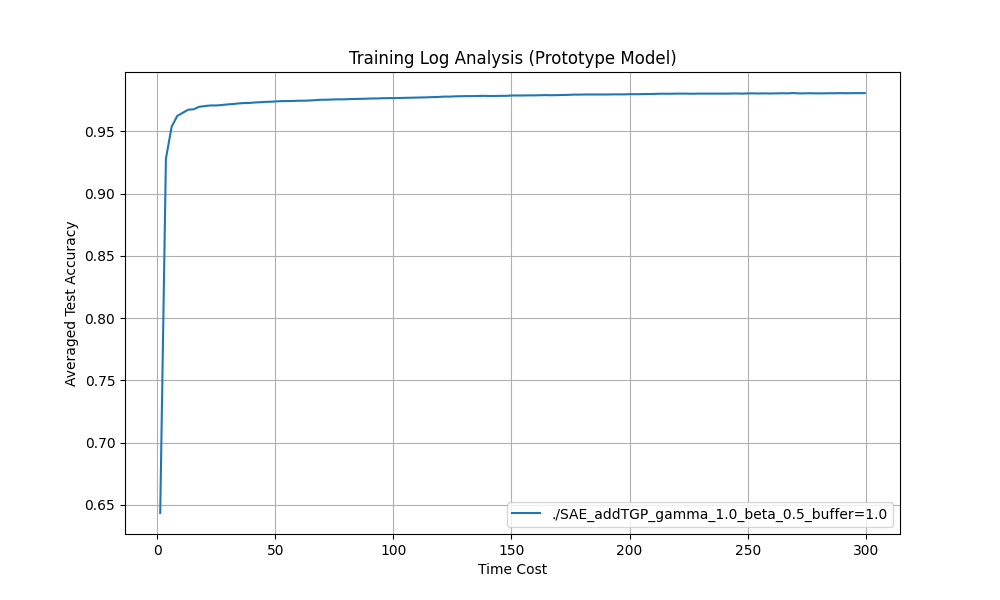 Training Log Analysis (Prototype Model)
Averaged Test Accuracy
0.95
0.90
0.85
0.80
0.75
0.70
0.65
./SAE_addTGP_gamma_1.0_beta_0.5_buffer=1.0
0 50 100 150 200 250 300
Time Cost